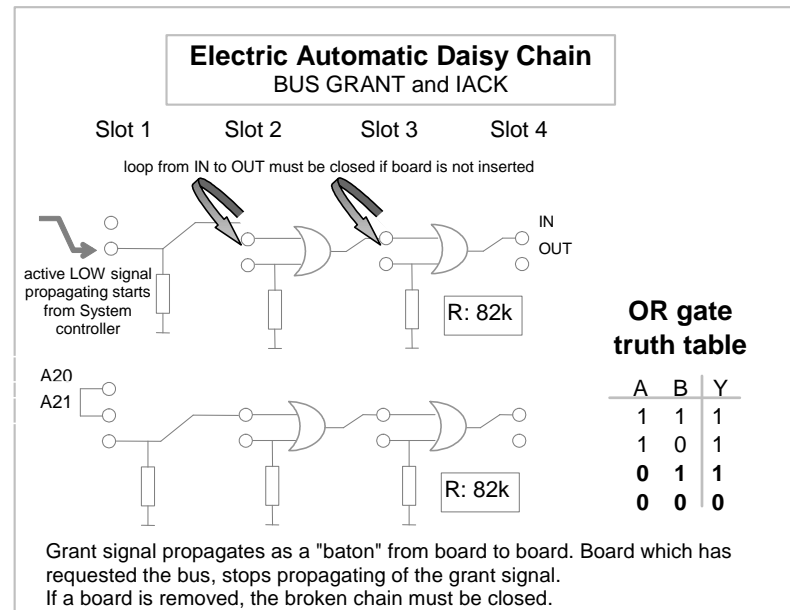 Electric Automatic Daisy Chain
BUS GRANT and IACK
Slot 1 Slot 2 Slot 3 Slot 4
loop from IN to OUT must be closed if board is not inserted
IN
OUT
active LOW signal
propagating starts
from System
controller
R: 82k
OR gate
truth table
A B Y
1 1 1
1 0 1
0 1 1
0 0 0
A20
A21
R: 82k
Grant signal propagates as a "baton" from board to board. Board which has
requested the bus, stops propagating of the grant signal.
If a board is removed, the broken chain must be closed.